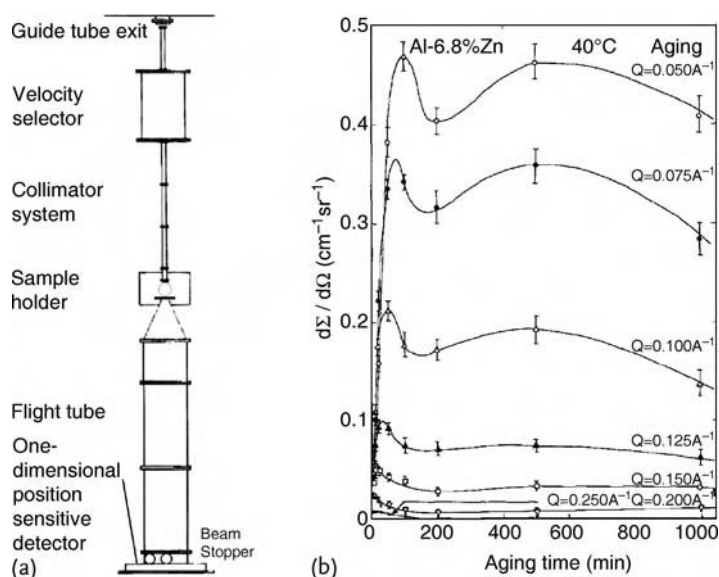 Guide tube exit
Velocity
selector
Collimator
system
Sample
holder
Flight tube
One-
dimensional
position
sensitive
detector
Beam
Stopper
(a)
0.5
0.4
0.3
0.2
0.1
0
dΣ / dΩ (cm⁻¹sr⁻¹)
Al-6.8%Zn 40°C Aging
Q=0.050A⁻¹
Q=0.075A⁻¹
Q=0.100A⁻¹
Q=0.125A⁻¹
Q=0.150A⁻¹
Q=0.250A⁻¹ Q=0.200A⁻¹
0 200 400 600 800 1000
Aging time (min)
(b)